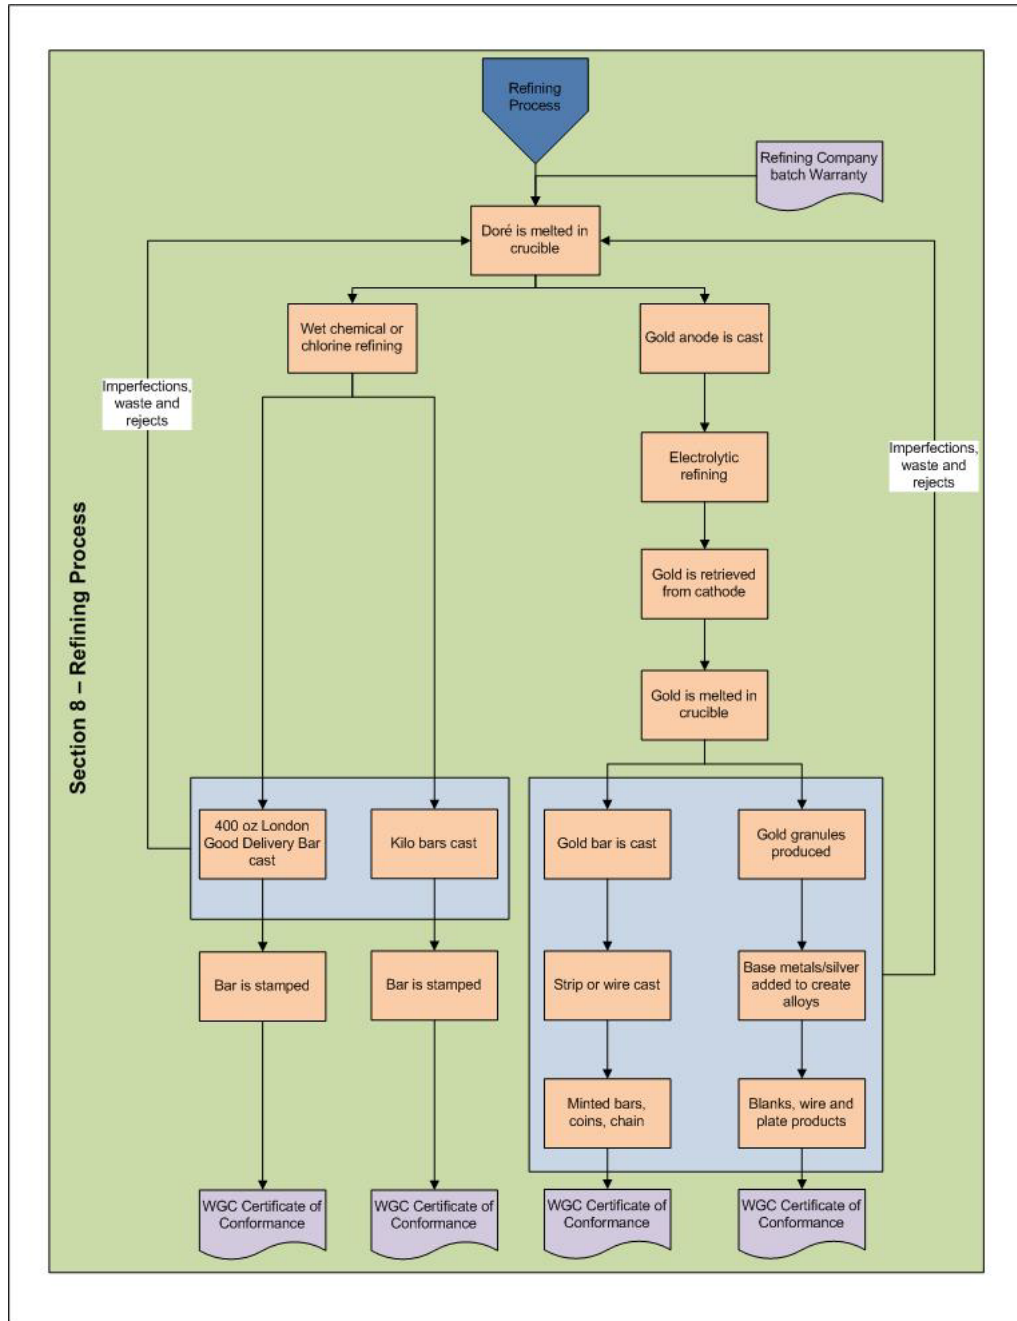 Refining
Process
Refining Company
batch Warranty
Doré is melted in
crucible
Wet chemical or
chlorine refining
Gold anode is cast
Imperfections,
waste and
rejects
Electrolytic
refining
Imperfections,
waste and
rejects
Gold is retrieved
from cathode
Section 8 – Refining Process
Gold is melted in
crucible
400 oz London
Good Delivery Bar
cast
Kilo bars cast
Gold bar is cast
Gold granules
produced
Bar is stamped
Bar is stamped
Strip or wire cast
Base metals/silver
added to create
alloys
Minted bars,
coins, chain
Blanks, wire and
plate products
WGC Certificate of
Conformance
WGC Certificate of
Conformance
WGC Certificate of
Conformance
WGC Certificate of
Conformance